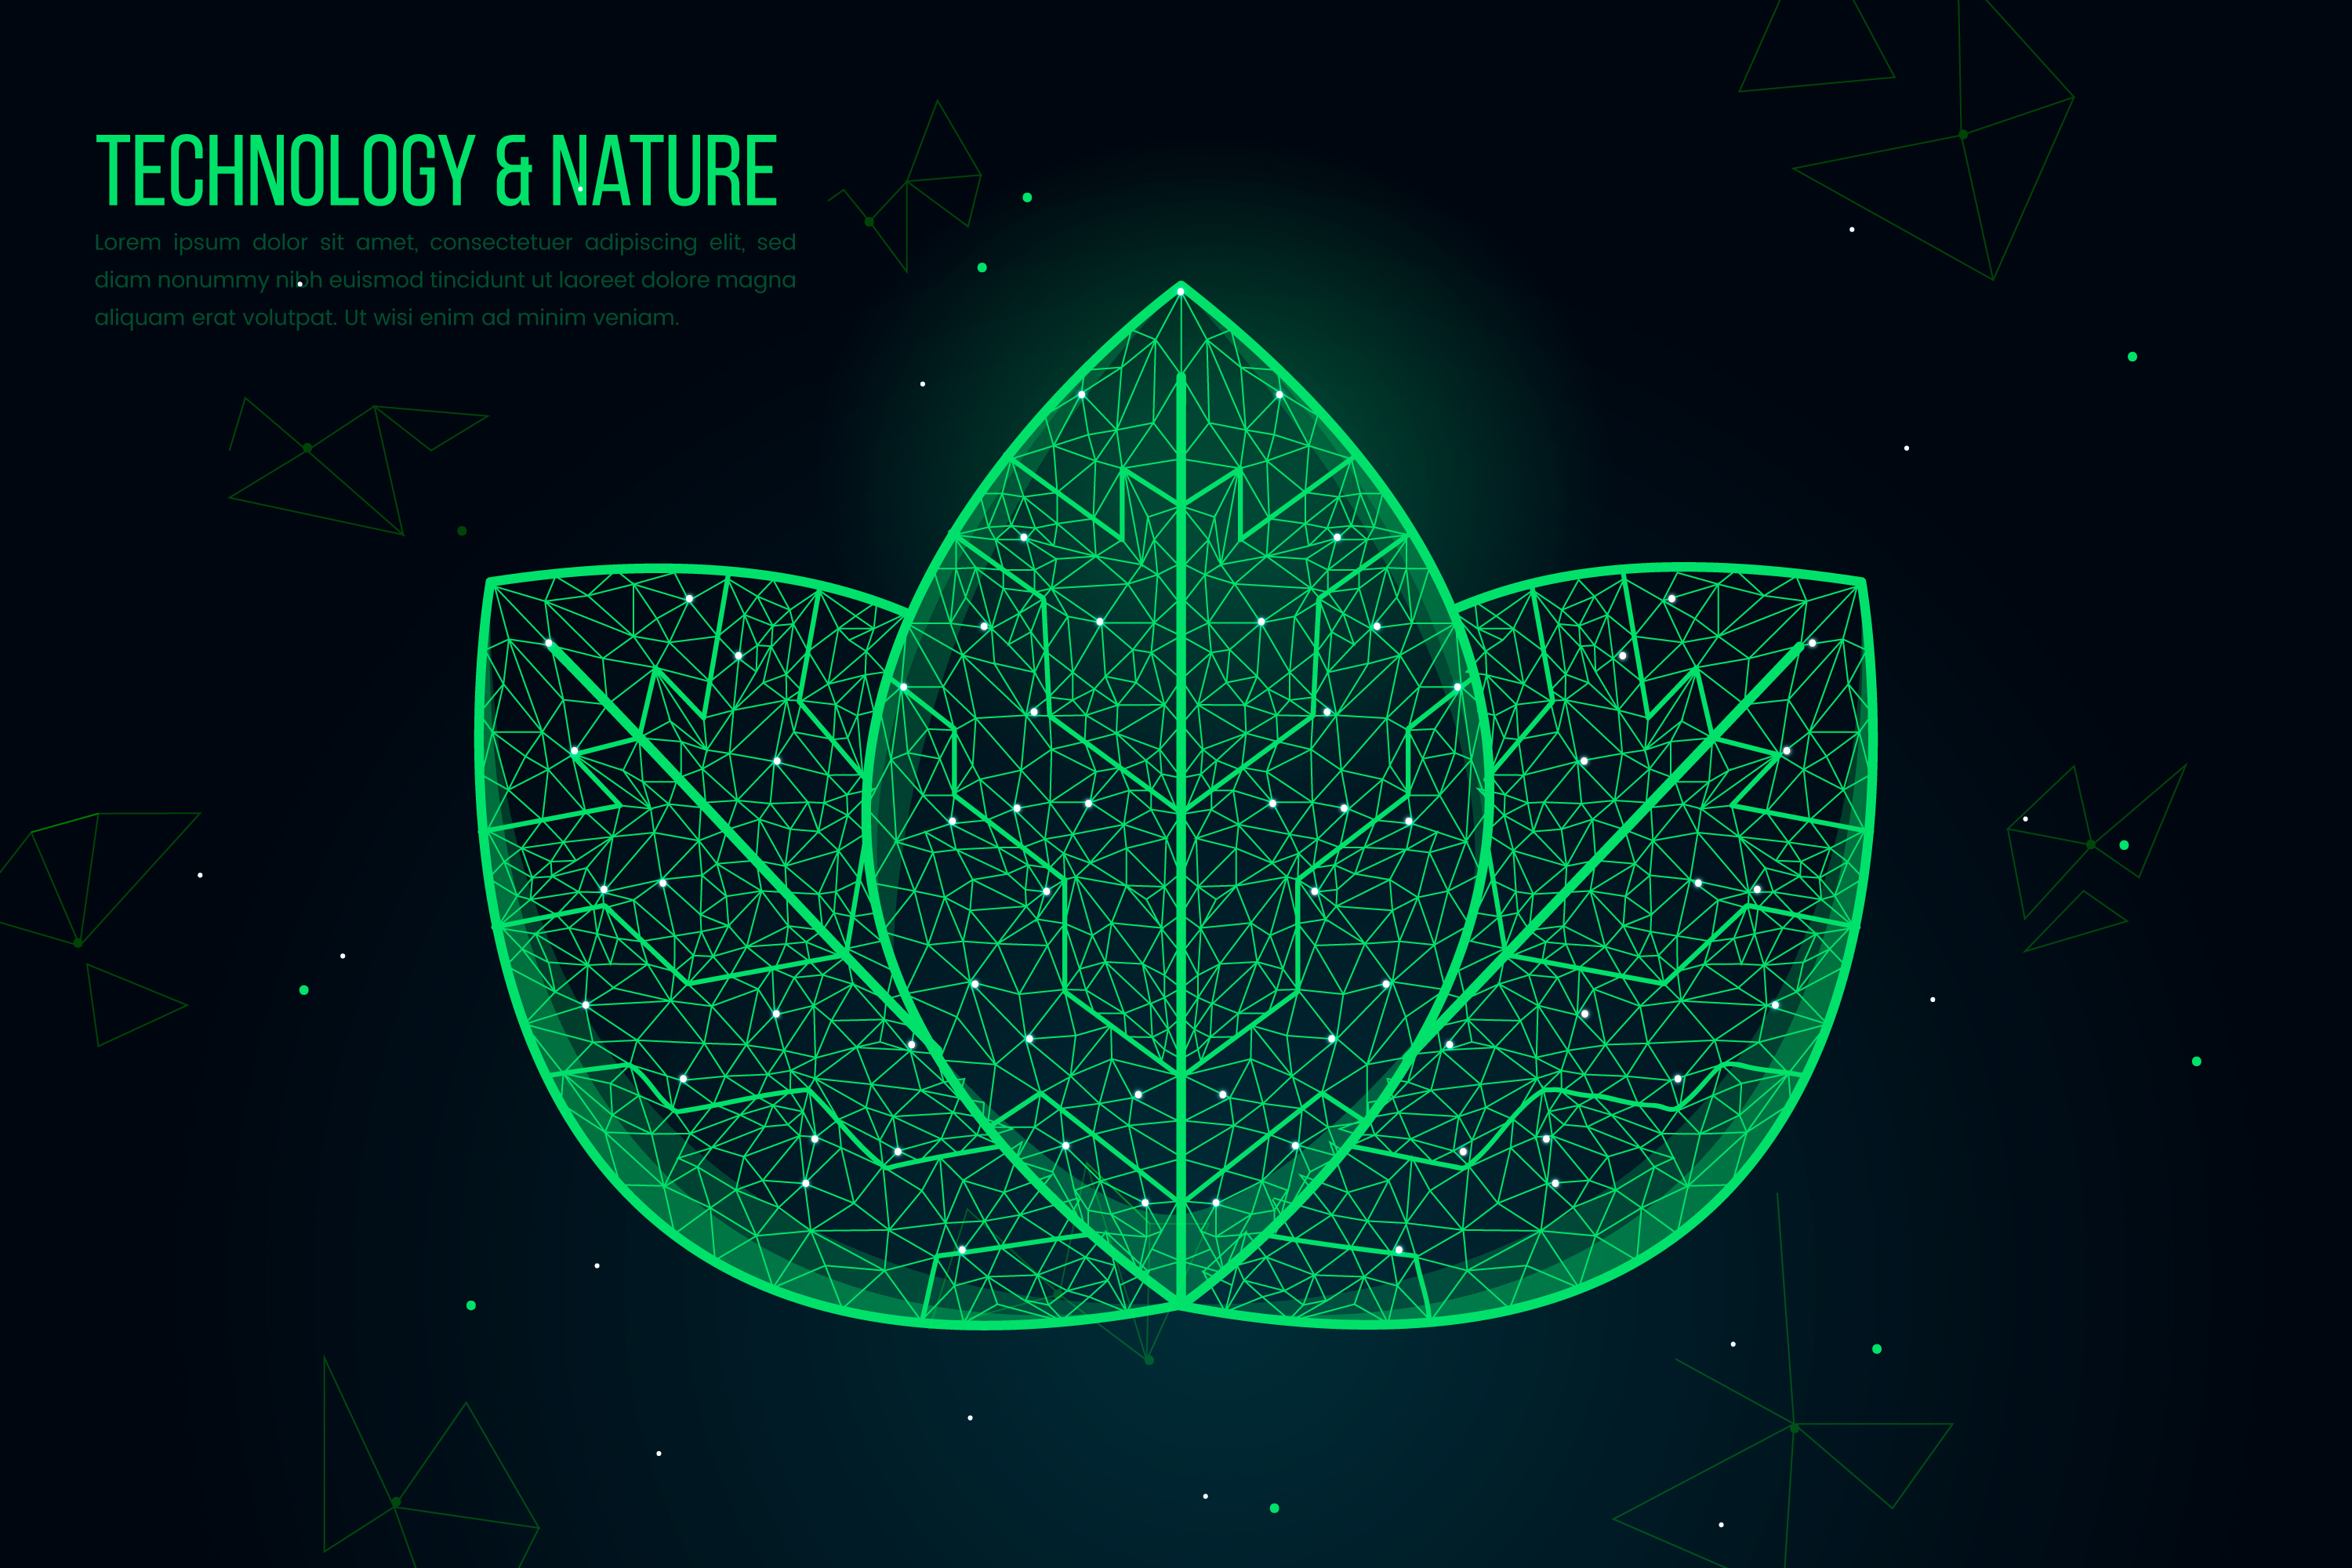 TECHNOLOGY & NATURE
Lorem ipsum dolor sit amet, consectetuer adipiscing elit, sed
diam nonummy nibh euismod tincidunt ut laoreet dolore magna
aliquam erat volutpat. Ut wisi enim ad minim veniam.